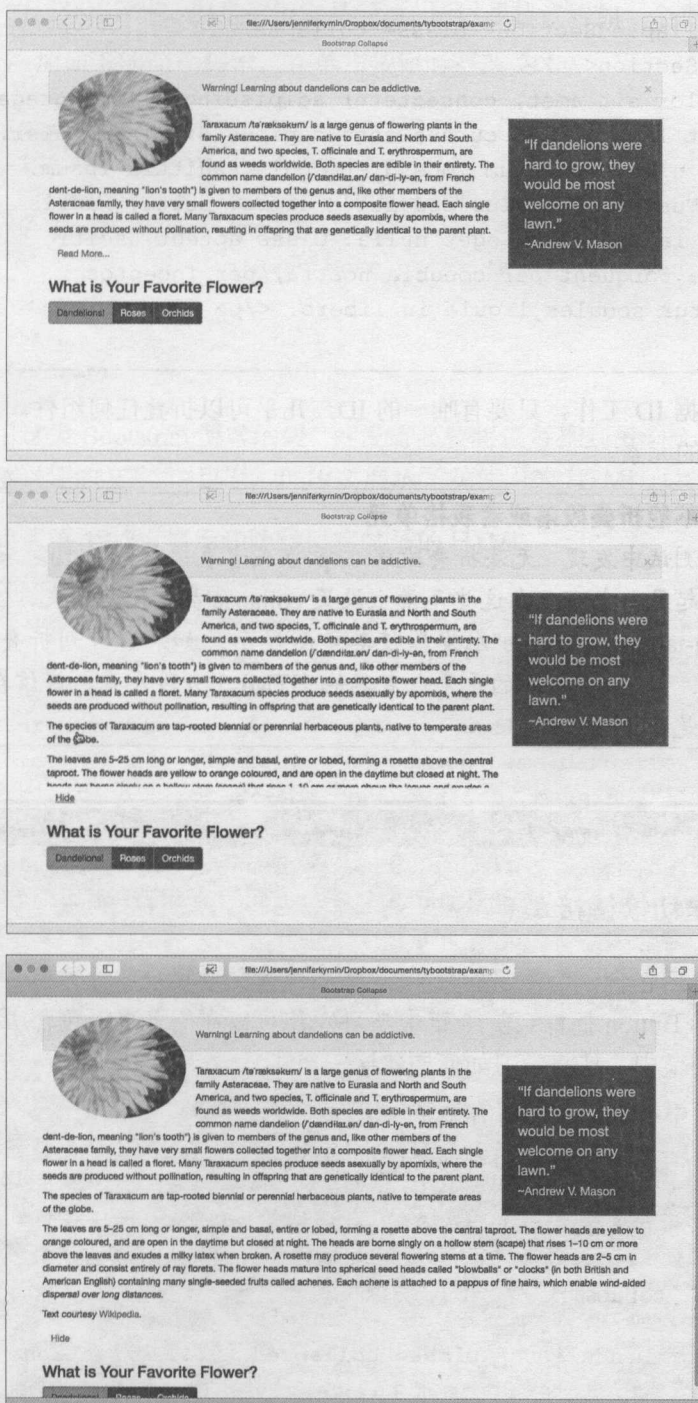 file:///Users/jenniferkyrnin/Dropbox/documents/tybootstrap/examp
Bootstrap Collapse
Warning! Learning about dandelions can be addictive.
×
Taraxacum /təˈræksəkʊm/ is a large genus of flowering plants in the
family Asteraceae. They are native to Eurasia and North and South
America, and two species, T. officinale and T. erythrospermum, are
found as weeds worldwide. Both species are edible in their entirety. The
common name dandelion (/ˈdændɨlaɪ.ən/ dan-di-ly-ən, from French
dent-de-lion, meaning "lion's tooth") is given to members of the genus and, like other members of the
Asteraceae family, they have very small flowers collected together into a composite flower head. Each single
flower in a head is called a floret. Many Taraxacum species produce seeds asexually by apomixis, where the
seeds are produced without pollination, resulting in offspring that are genetically identical to the parent plant.
"If dandelions were
hard to grow, they
would be most
welcome on any
lawn."
~Andrew V. Mason
Read More...
What is Your Favorite Flower?
Dandelions! Roses Orchids
file:///Users/jenniferkyrnin/Dropbox/documents/tybootstrap/examp
Bootstrap Collapse
Warning! Learning about dandelions can be addictive.
×
Taraxacum /təˈræksəkʊm/ is a large genus of flowering plants in the
family Asteraceae. They are native to Eurasia and North and South
America, and two species, T. officinale and T. erythrospermum, are
found as weeds worldwide. Both species are edible in their entirety. The
common name dandelion (/ˈdændɨlaɪ.ən/ dan-di-ly-ən, from French
dent-de-lion, meaning "lion's tooth") is given to members of the genus and, like other members of the
Asteraceae family, they have very small flowers collected together into a composite flower head. Each single
flower in a head is called a floret. Many Taraxacum species produce seeds asexually by apomixis, where the
seeds are produced without pollination, resulting in offspring that are genetically identical to the parent plant.
"If dandelions were
hard to grow, they
would be most
welcome on any
lawn."
~Andrew V. Mason
The species of Taraxacum are tap-rooted biennial or perennial herbaceous plants, native to temperate areas
of the globe.
The leaves are 5–25 cm long or longer, simple and basal, entire or lobed, forming a rosette above the central
taproot. The flower heads are yellow to orange coloured, and are open in the daytime but closed at night. The
heads are borne singly on a hollow stem (scape) that rises 1–10 cm or more above the leaves and exudes a
Hide
What is Your Favorite Flower?
Dandelions! Roses Orchids
file:///Users/jenniferkyrnin/Dropbox/documents/tybootstrap/examp
Bootstrap Collapse
Warning! Learning about dandelions can be addictive.
×
Taraxacum /təˈræksəkʊm/ is a large genus of flowering plants in the
family Asteraceae. They are native to Eurasia and North and South
America, and two species, T. officinale and T. erythrospermum, are
found as weeds worldwide. Both species are edible in their entirety. The
common name dandelion (/ˈdændɨlaɪ.ən/ dan-di-ly-ən, from French
dent-de-lion, meaning "lion's tooth") is given to members of the genus and, like other members of the
Asteraceae family, they have very small flowers collected together into a composite flower head. Each single
flower in a head is called a floret. Many Taraxacum species produce seeds asexually by apomixis, where the
seeds are produced without pollination, resulting in offspring that are genetically identical to the parent plant.
"If dandelions were
hard to grow, they
would be most
welcome on any
lawn."
~Andrew V. Mason
The species of Taraxacum are tap-rooted biennial or perennial herbaceous plants, native to temperate areas
of the globe.
The leaves are 5–25 cm long or longer, simple and basal, entire or lobed, forming a rosette above the central taproot. The flower heads are yellow to
orange coloured, and are open in the daytime but closed at night. The heads are borne singly on a hollow stem (scape) that rises 1–10 cm or more
above the leaves and exudes a milky latex when broken. A rosette may produce several flowering stems at a time. The flower heads are 2–5 cm in
diameter and consist entirely of ray florets. The flower heads mature into spherical seed heads called "blowballs" or "clocks" (in both British and
American English) containing many single-seeded fruits called achenes. Each achene is attached to a pappus of fine hairs, which enable wind-aided
dispersal over long distances.
Text courtesy Wikipedia.
Hide
What is Your Favorite Flower?
Dandelions! Roses Orchids